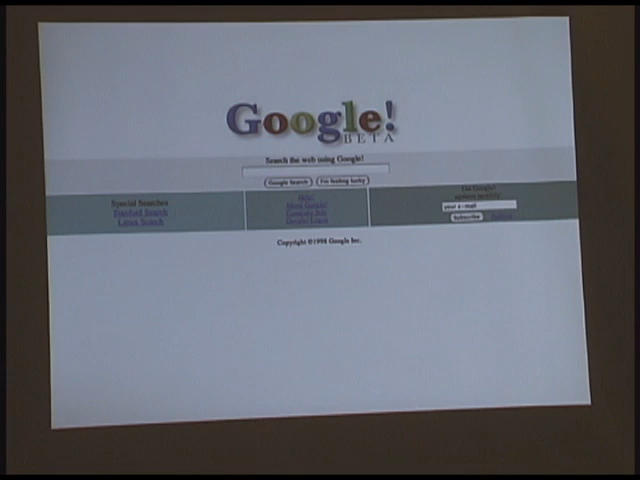 Google!
BETA
Search the web using Google!
Google Search
I'm feeling lucky
Special Searches
Stanford Search
Linux Search
Help!
About Google!
Company Info
Google! Logos
Get Google!
updates monthly:
your e-mail
Subscribe
Archive
Copyright ©1998 Google Inc.